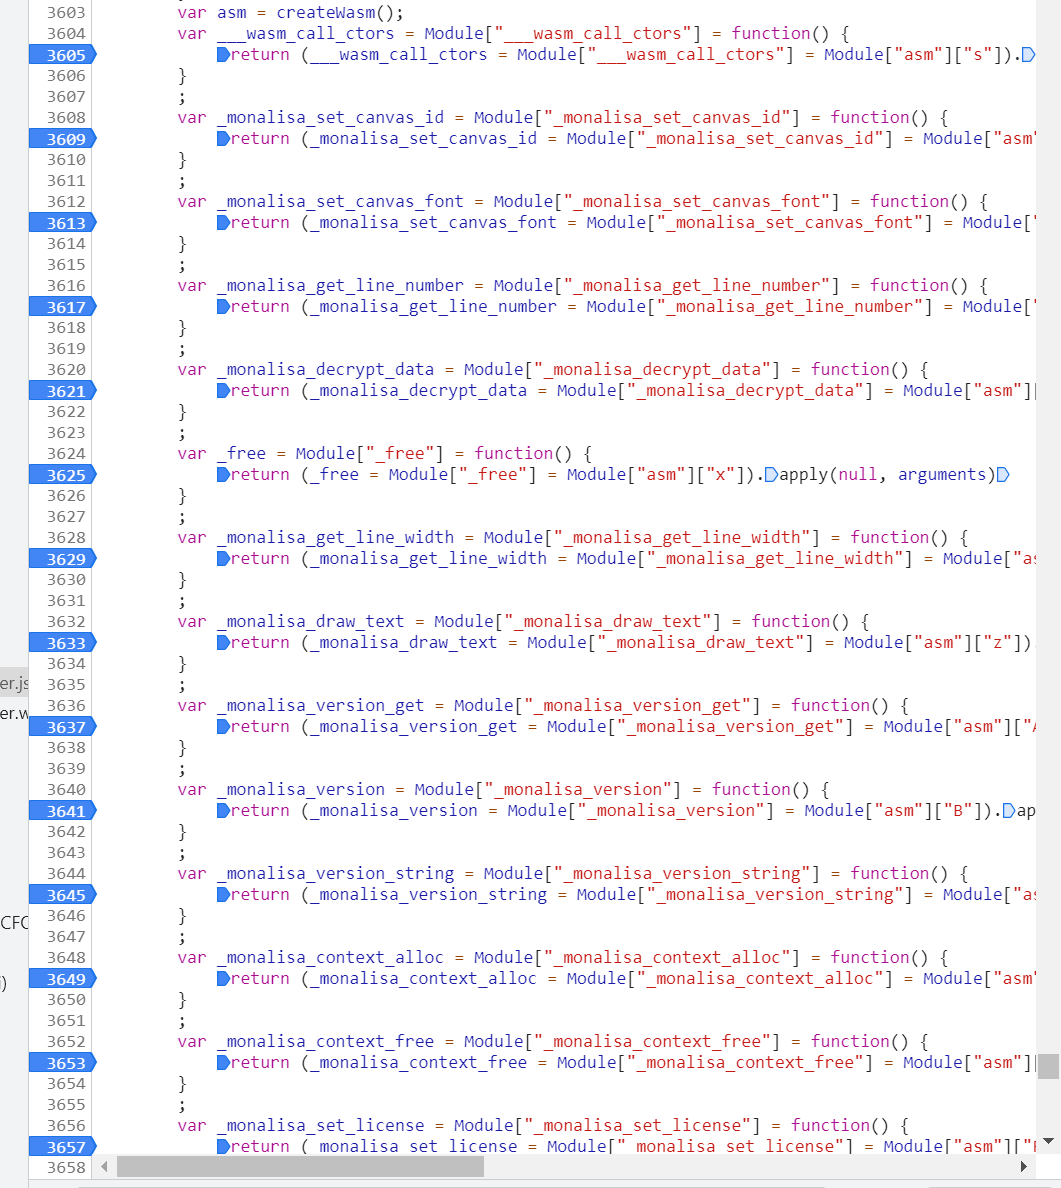 3603 var asm = createWasm();
3604 var ___wasm_call_ctors = Module["___wasm_call_ctors"] = function() {
3605 return (___wasm_call_ctors = Module["___wasm_call_ctors"] = Module["asm"]["s"]).
3606 }
3607 ;
3608 var _monalisa_set_canvas_id = Module["_monalisa_set_canvas_id"] = function() {
3609 return (_monalisa_set_canvas_id = Module["_monalisa_set_canvas_id"] = Module["asm"
3610 }
3611 ;
3612 var _monalisa_set_canvas_font = Module["_monalisa_set_canvas_font"] = function() {
3613 return (_monalisa_set_canvas_font = Module["_monalisa_set_canvas_font"] = Module["
3614 }
3615 ;
3616 var _monalisa_get_line_number = Module["_monalisa_get_line_number"] = function() {
3617 return (_monalisa_get_line_number = Module["_monalisa_get_line_number"] = Module["
3618 }
3619 ;
3620 var _monalisa_decrypt_data = Module["_monalisa_decrypt_data"] = function() {
3621 return (_monalisa_decrypt_data = Module["_monalisa_decrypt_data"] = Module["asm"][
3622 }
3623 ;
3624 var _free = Module["_free"] = function() {
3625 return (_free = Module["_free"] = Module["asm"]["x"]).apply(null, arguments)
3626 }
3627 ;
3628 var _monalisa_get_line_width = Module["_monalisa_get_line_width"] = function() {
3629 return (_monalisa_get_line_width = Module["_monalisa_get_line_width"] = Module["as
3630 }
3631 ;
3632 var _monalisa_draw_text = Module["_monalisa_draw_text"] = function() {
3633 return (_monalisa_draw_text = Module["_monalisa_draw_text"] = Module["asm"]["z"])
3634 }
er.js 3635 ;
3636 var _monalisa_version_get = Module["_monalisa_version_get"] = function() {
er.w 3637 return (_monalisa_version_get = Module["_monalisa_version_get"] = Module["asm"]["A
3638 }
3639 ;
3640 var _monalisa_version = Module["_monalisa_version"] = function() {
3641 return (_monalisa_version = Module["_monalisa_version"] = Module["asm"]["B"]).ap
3642 }
3643 ;
3644 var _monalisa_version_string = Module["_monalisa_version_string"] = function() {
3645 return (_monalisa_version_string = Module["_monalisa_version_string"] = Module["as
CFC 3646 }
3647 ;
3648 var _monalisa_context_alloc = Module["_monalisa_context_alloc"] = function() {
3649 return (_monalisa_context_alloc = Module["_monalisa_context_alloc"] = Module["asm"
3650 }
3651 ;
3652 var _monalisa_context_free = Module["_monalisa_context_free"] = function() {
3653 return (_monalisa_context_free = Module["_monalisa_context_free"] = Module["asm"][
3654 }
3655 ;
3656 var _monalisa_set_license = Module["_monalisa_set_license"] = function() {
3657 return (_monalisa_set_license = Module["_monalisa_set_license"] = Module["asm"]["
3658